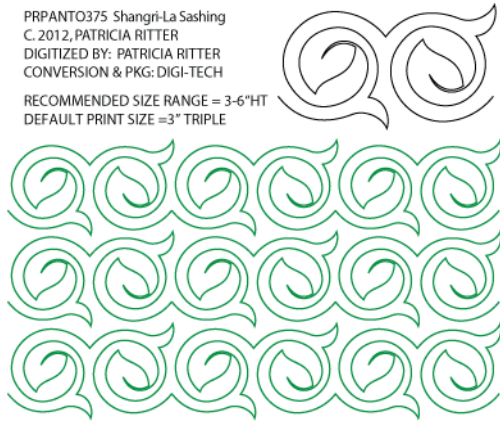 PRPANTO375 Shangri-La Sashing
C. 2012, PATRICIA RITTER
DIGITIZED BY: PATRICIA RITTER
CONVERSION & PKG: DIGI-TECH
RECOMMENDED SIZE RANGE = 3-6"HT
DEFAULT PRINT SIZE =3" TRIPLE